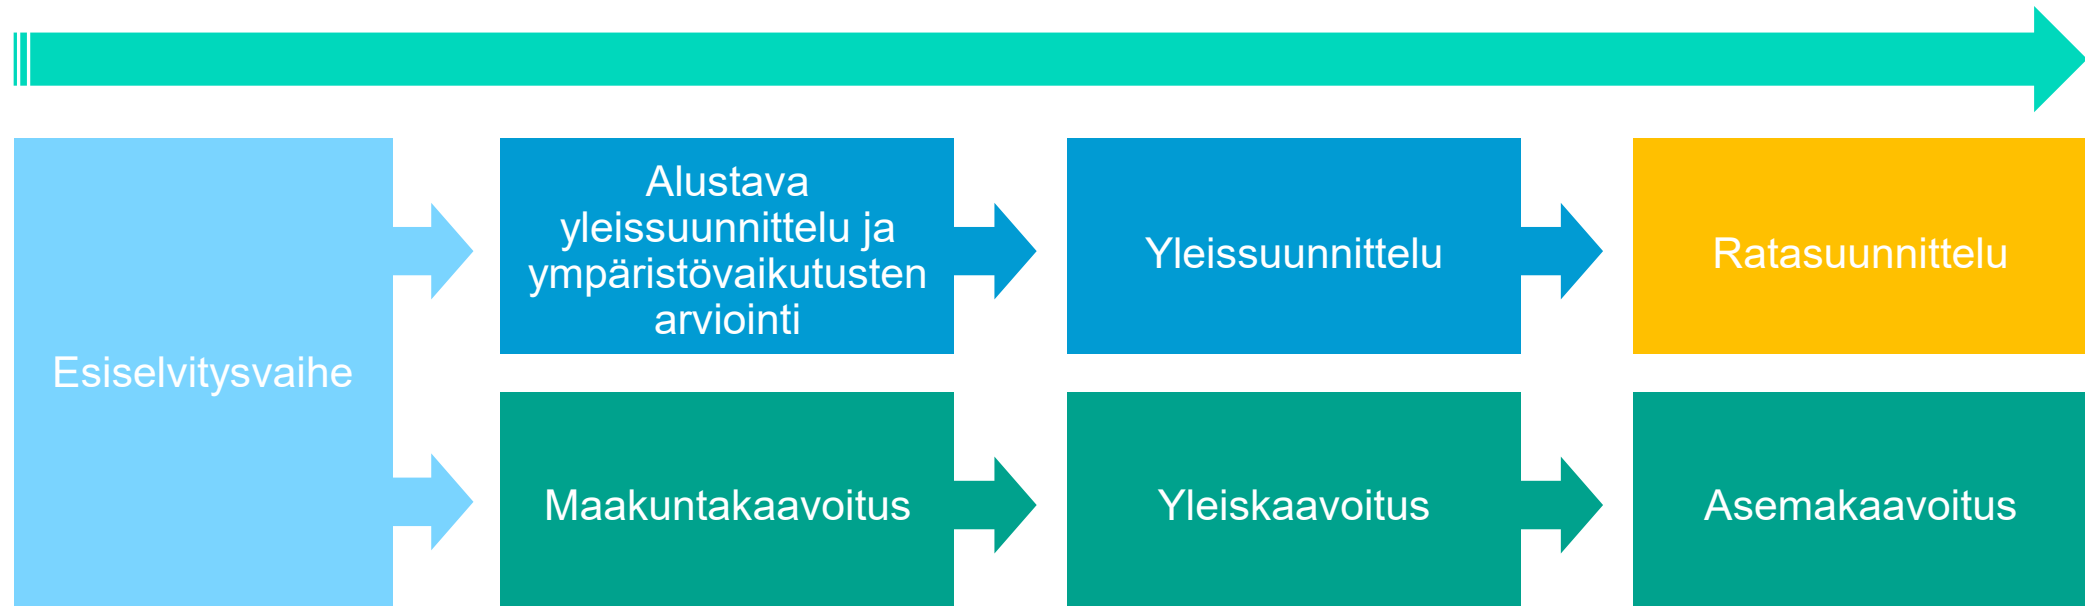 Esiselvitysvaihe
Alustava
yleissuunnittelu ja
ympäristövaikutusten
arviointi
Yleissuunnittelu
Ratasuunnittelu
Maakuntakaavoitus
Yleiskaavoitus
Asemakaavoitus